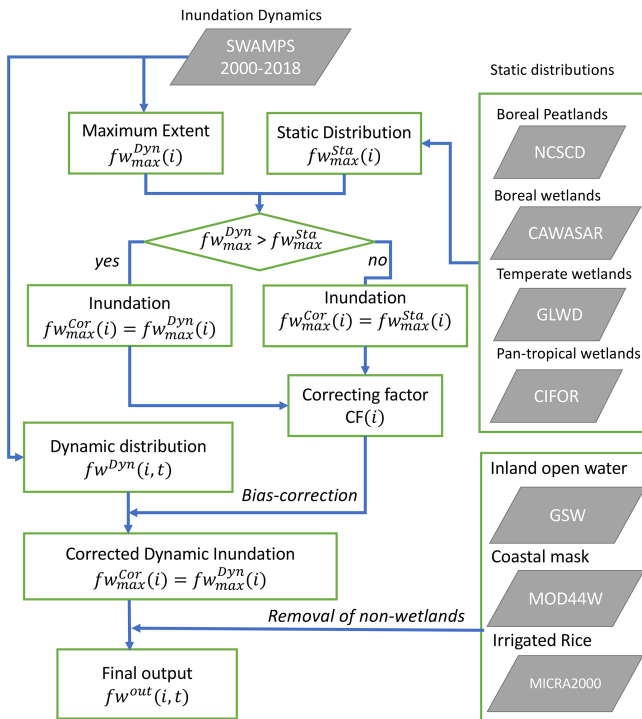 Inundation Dynamics
SWAMPS
2000-2018
Static distributions
Maximum Extent
fw_max^Dyn(i)
Static Distribution
fw_max^Sta(i)
Boreal Peatlands
NCSCD
Boreal wetlands
CAWASAR
Temperate wetlands
GLWD
Pan-tropical wetlands
CIFOR
fw_max^Dyn > fw_max^Sta
yes
no
Inundation
fw_max^Cor(i) = fw_max^Dyn(i)
Inundation
fw_max^Cor(i) = fw_max^Sta(i)
Correcting factor
CF(i)
Dynamic distribution
fw^Dyn(i, t)
Bias-correction
Corrected Dynamic Inundation
fw_max^Cor(i) = fw_max^Dyn(i)
Inland open water
GSW
Coastal mask
MOD44W
Irrigated Rice
MICRA2000
Removal of non-wetlands
Final output
fw^out(i, t)